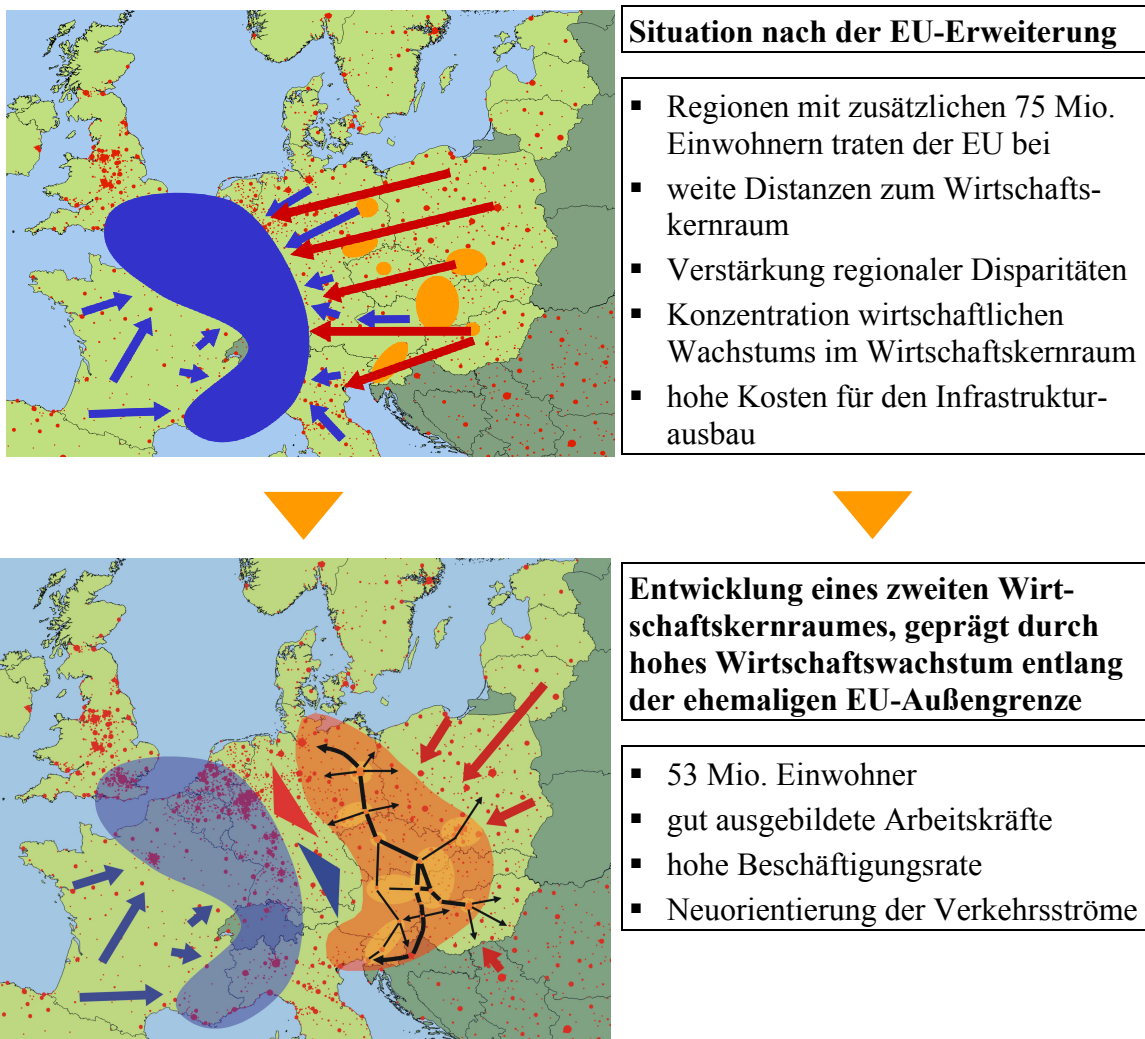 Situation nach der EU-Erweiterung
▪ Regionen mit zusätzlichen 75 Mio.
Einwohnern traten der EU bei
▪ weite Distanzen zum Wirtschafts-
kernraum
▪ Verstärkung regionaler Disparitäten
▪ Konzentration wirtschaftlichen
Wachstums im Wirtschaftskernraum
▪ hohe Kosten für den Infrastruktur-
ausbau
Entwicklung eines zweiten Wirt-
schaftskernraumes, geprägt durch
hohes Wirtschaftswachstum entlang
der ehemaligen EU-Außengrenze
▪ 53 Mio. Einwohner
▪ gut ausgebildete Arbeitskräfte
▪ hohe Beschäftigungsrate
▪ Neuorientierung der Verkehrsströme